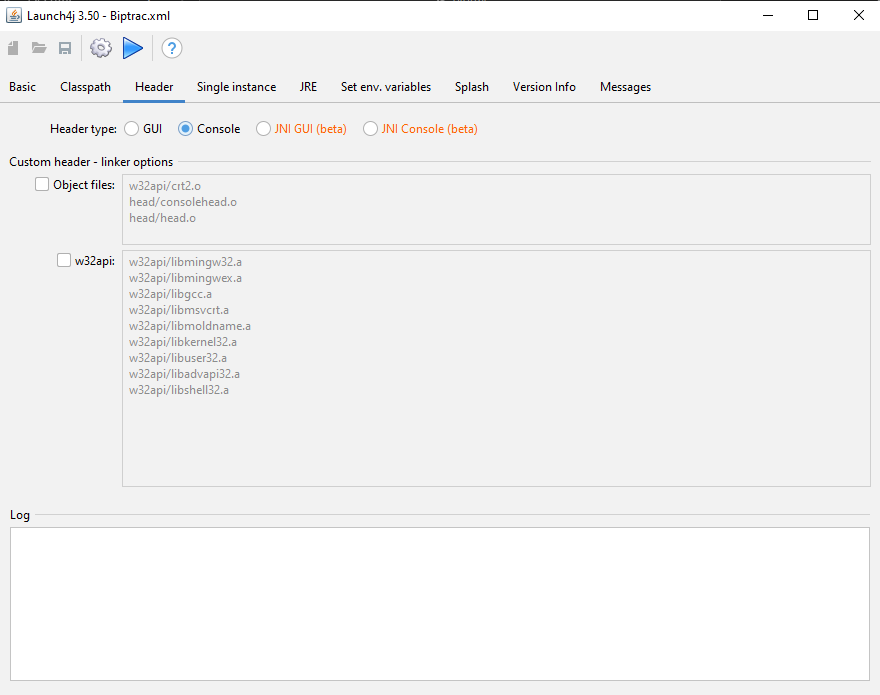 Launch4j 3.50 - Biptrac.xml
?
Basic Classpath Header Single instance JRE Set env. variables Splash Version Info Messages
Header type: GUI Console JNI GUI (beta) JNI Console (beta)
Custom header - linker options
Object files:
w32api/crt2.o
head/consolehead.o
head/head.o
w32api:
w32api/libmingw32.a
w32api/libmingwex.a
w32api/libgcc.a
w32api/libmsvcrt.a
w32api/libmoldname.a
w32api/libkernel32.a
w32api/libuser32.a
w32api/libadvapi32.a
w32api/libshell32.a
Log